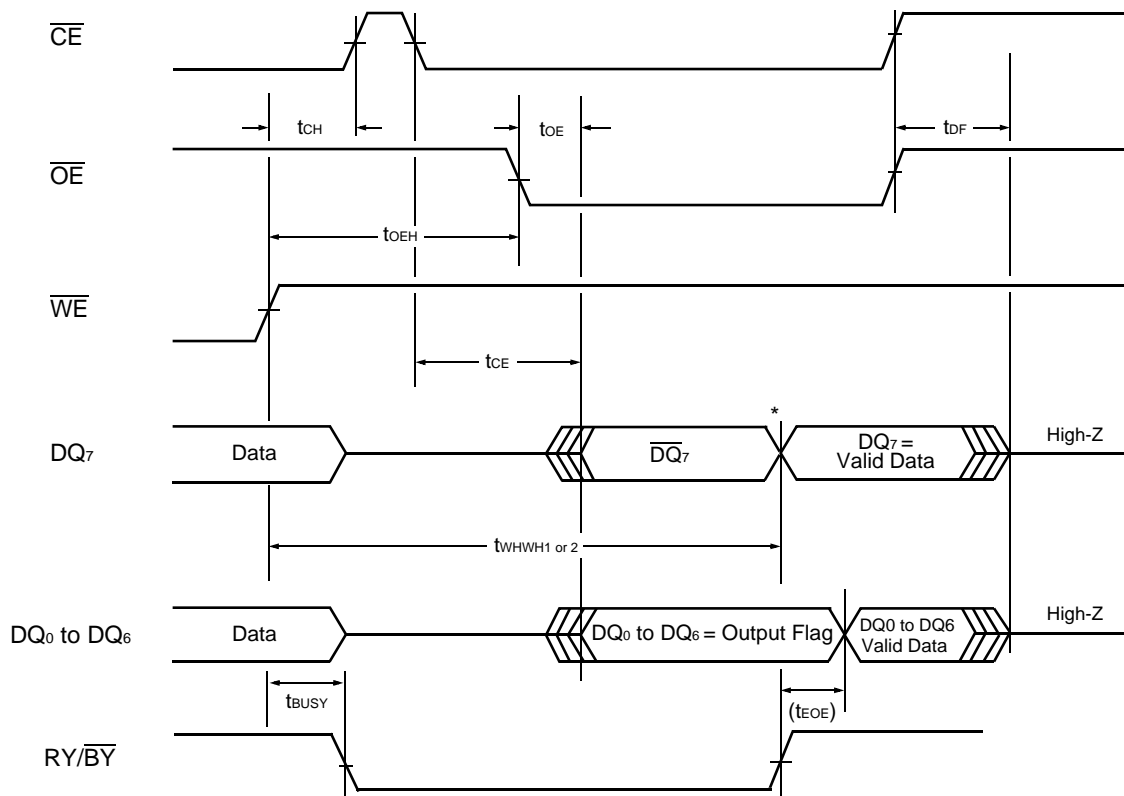 CE
tCH
tOE
tDF
OE
tOEH
WE
tCE
*
DQ7
Data
DQ7
DQ7 =
Valid Data
High-Z
tWHWH1 or 2
DQ0 to DQ6
Data
DQ0 to DQ6 = Output Flag
DQ0 to DQ6
Valid Data
High-Z
tBUSY
(tEOE)
RY/BY